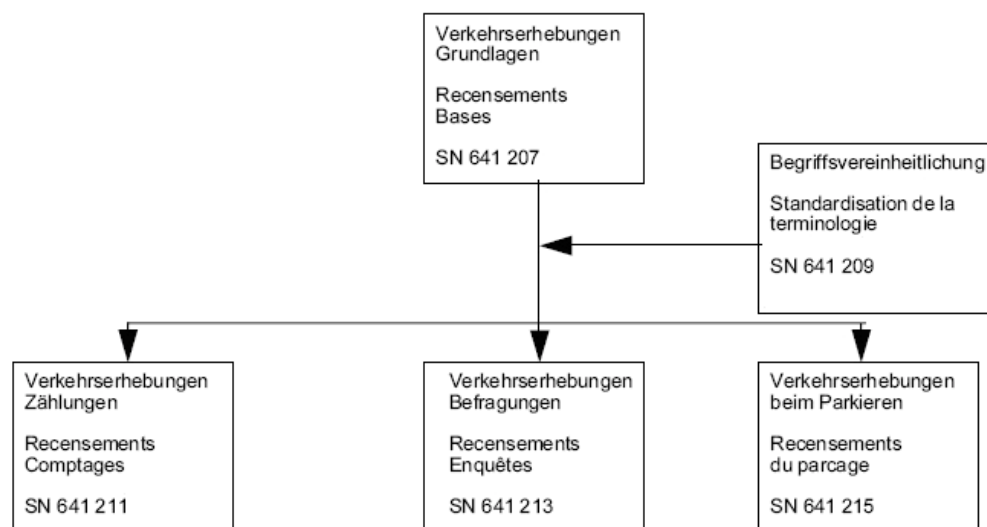 Verkehrserhebungen
Grundlagen
Recensements
Bases
SN 641 207
Begriffsvereinheitlichung
Standardisation de la
terminologie
SN 641 209
Verkehrserhebungen
Zählungen
Recensements
Comptages
SN 641 211
Verkehrserhebungen
Befragungen
Recensements
Enquêtes
SN 641 213
Verkehrserhebungen
beim Parkieren
Recensements
du parcage
SN 641 215